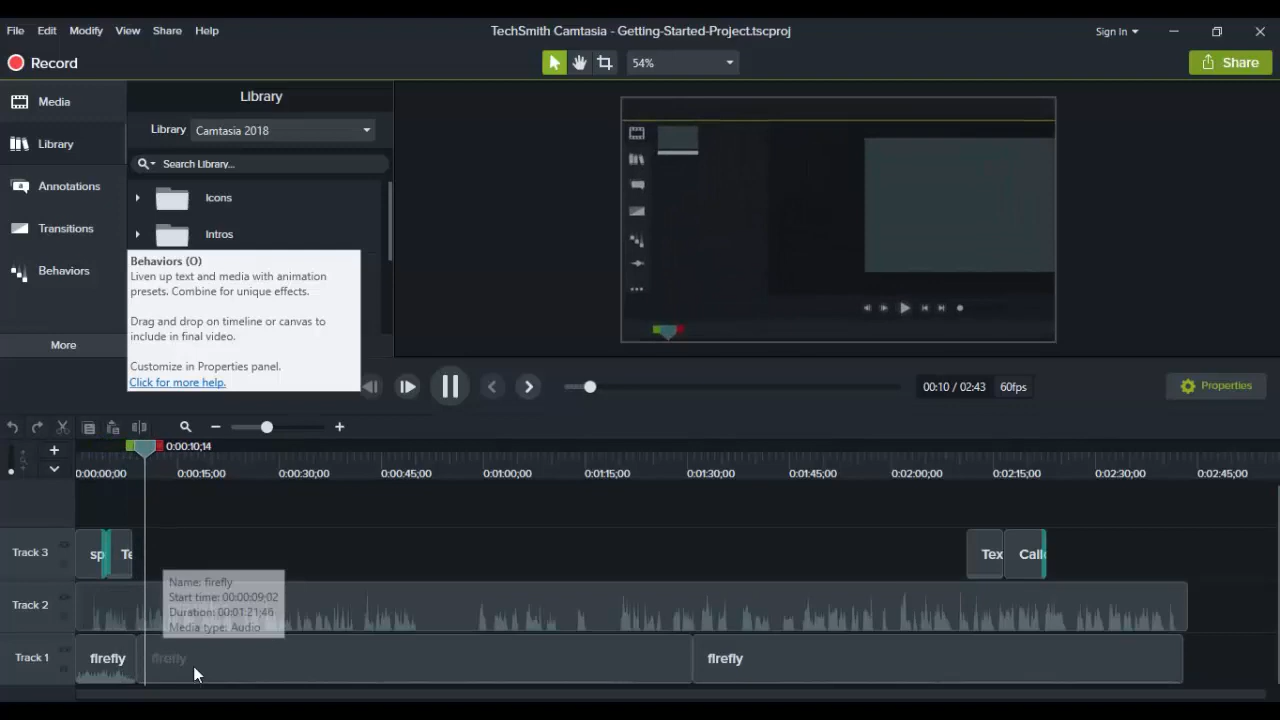 File Edit Modify View Share Help
TechSmith Camtasia - Getting-Started-Project.tscproj
Sign In
Record
54%
Share
Media
Library
Annotations
Transitions
Behaviors
More
Library
Library Camtasia 2018
Search Library...
Icons
Intros
Behaviors (O)
Liven up text and media with animation
presets. Combine for unique effects.
Drag and drop on timeline or canvas to
include in final video.
Customize in Properties panel.
Click for more help.
00:10 / 02:43 60fps
Properties
0:00:10;14
0:00:00;00 0:00:15;00 0:00:30;00 0:00:45;00 0:01:00;00 0:01:15;00 0:01:30;00 0:01:45;00 0:02:00;00 0:02:15;00 0:02:30;00 0:02:45;00
Track 3 sp Te Tex Callo
Name: firefly
Start time: 00:00:09;02
Duration: 00:01:21;46
Media type: Audio
Track 2
Track 1 firefly firefly firefly